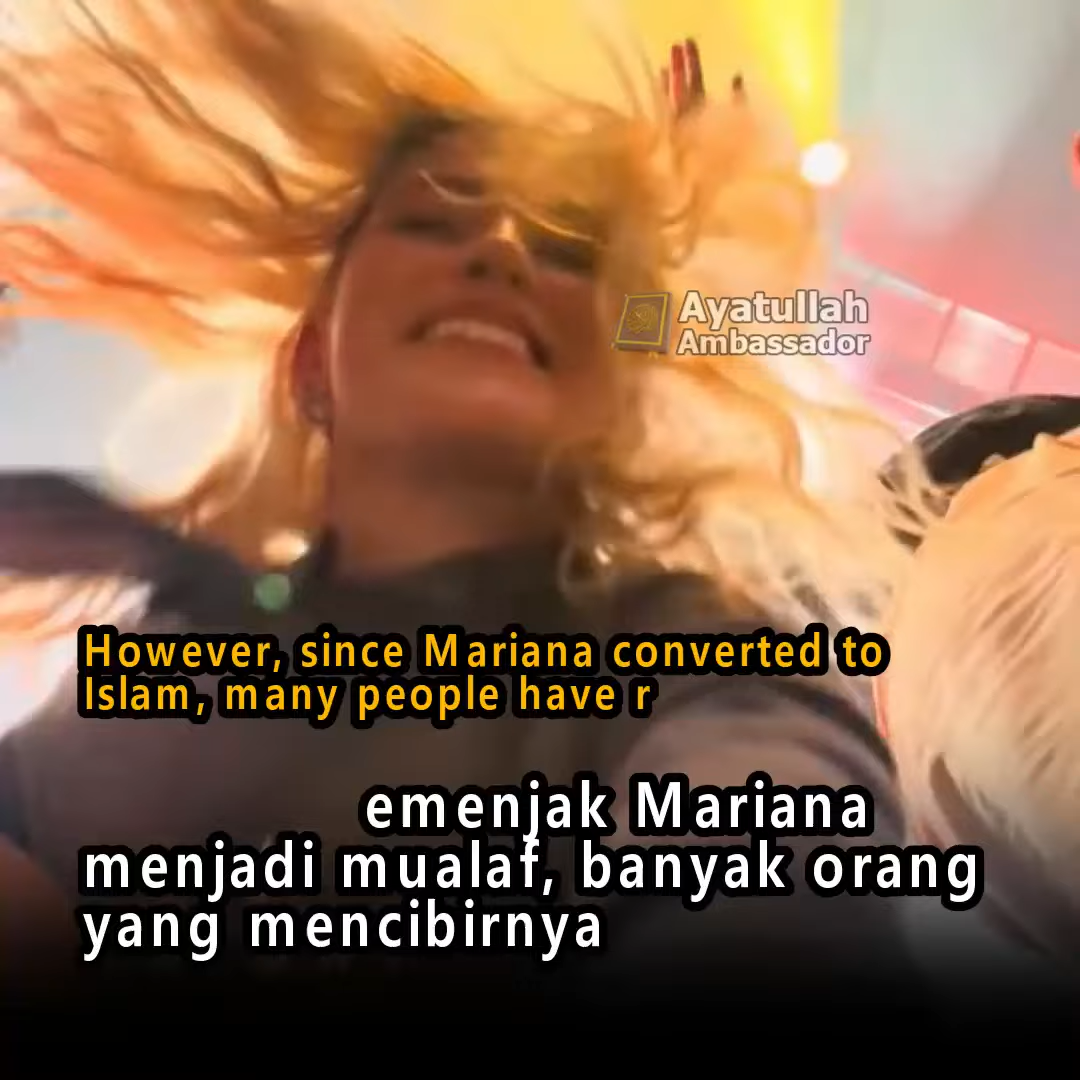 Ayatullah
Ambassador
However, since Mariana converted to
Islam, many people have r
emenjak Mariana
menjadi mualaf, banyak orang
yang mencibirnya